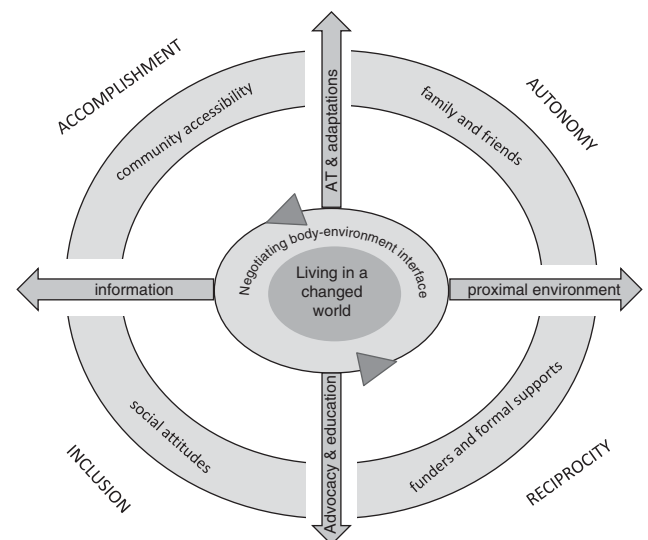 ACCOMPLISHMENT
AUTONOMY
community accessibility
AT & adaptations
family and friends
Negotiating body-environment interface
Living in a
changed
world
information
proximal environment
social attitudes
Advocacy & education
funders and formal supports
INCLUSION
RECIPROCITY